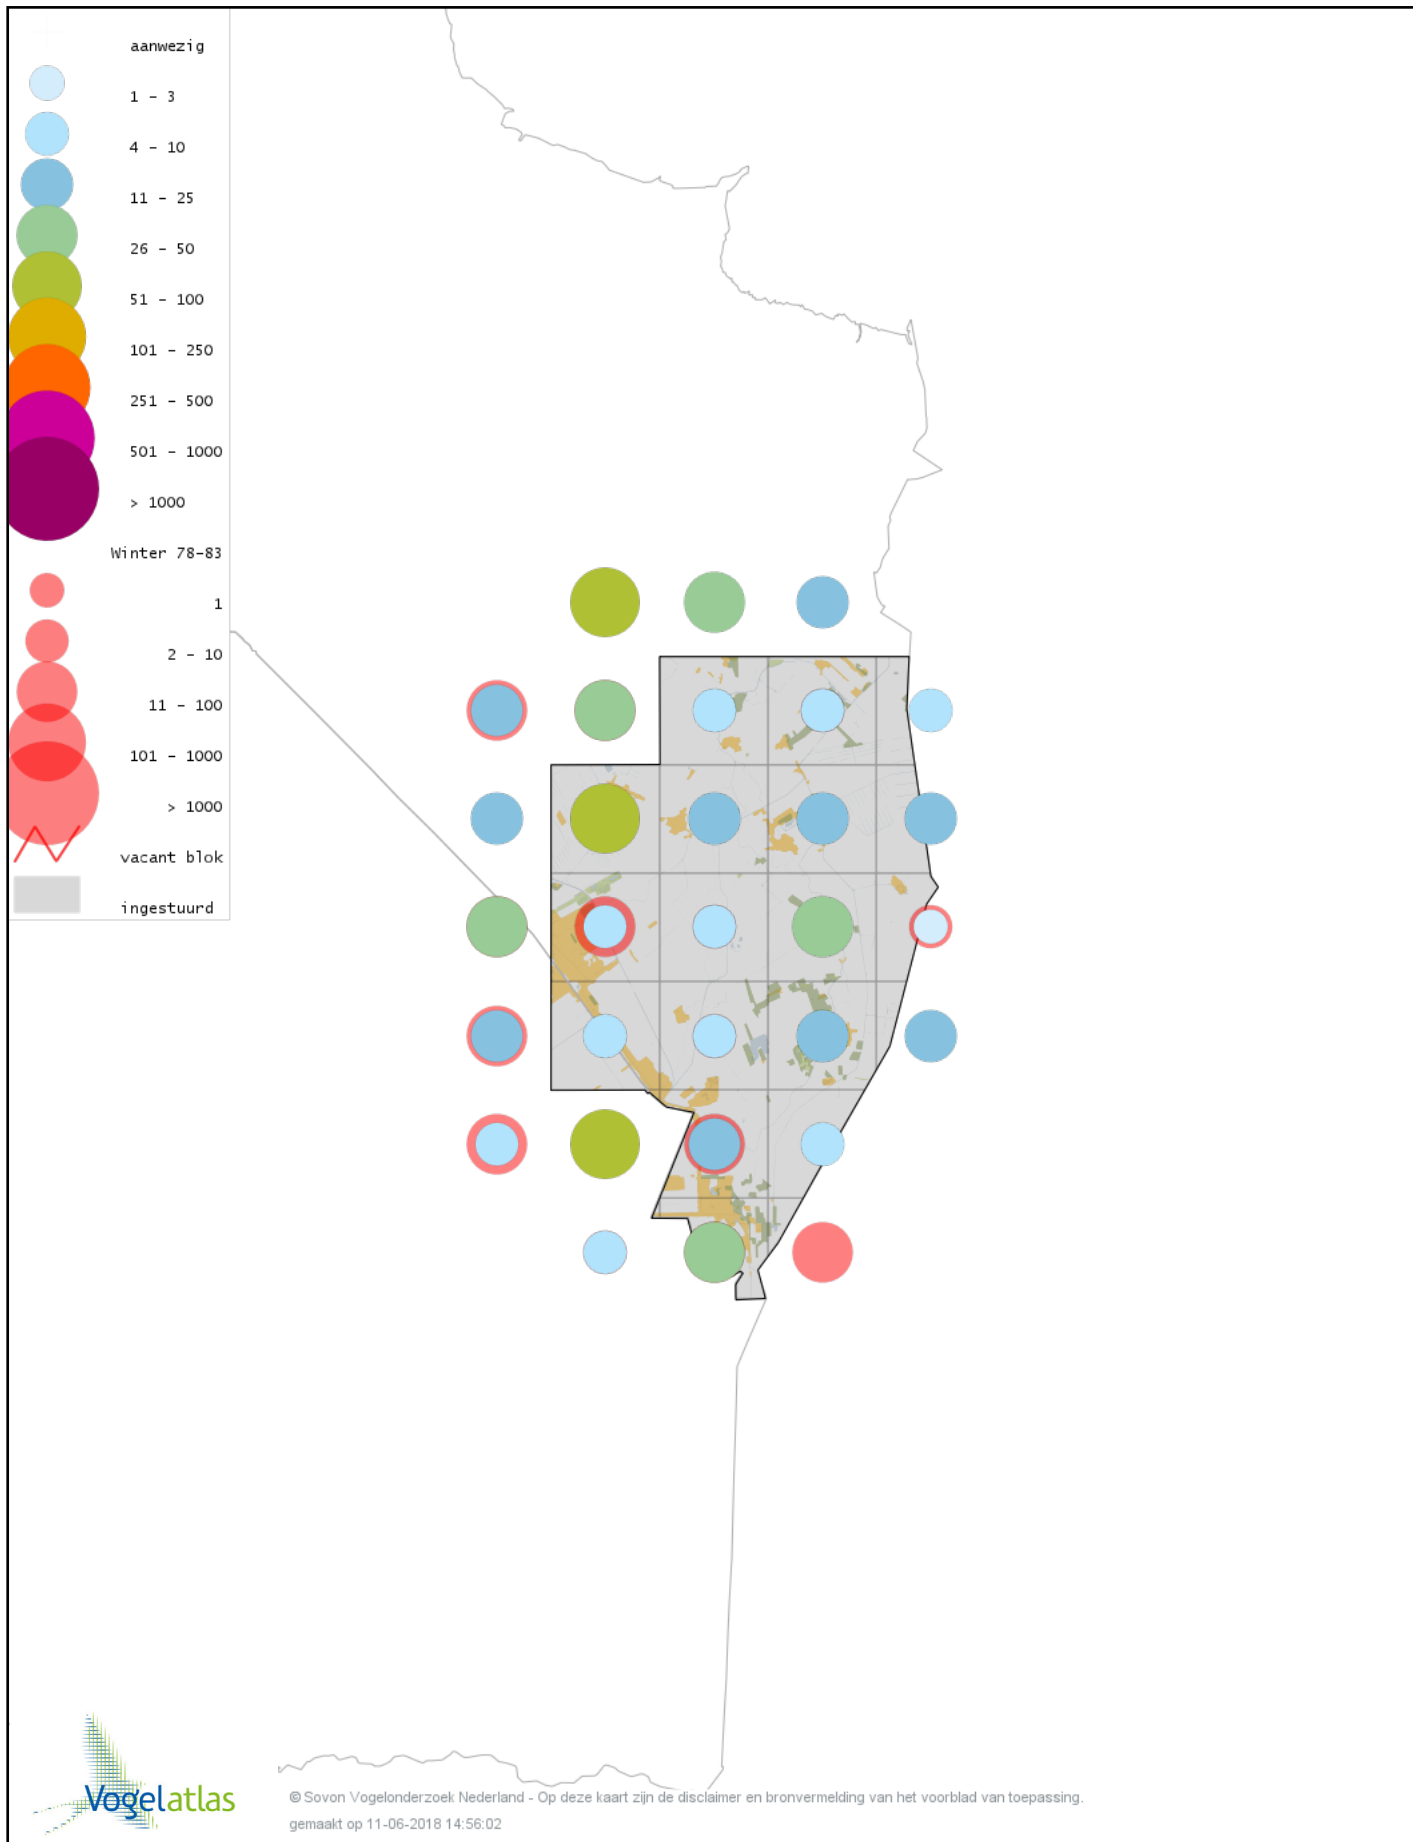 aanwezig
1 - 3
4 - 10
11 - 25
26 - 50
51 - 100
101 - 250
251 - 500
501 - 1000
> 1000
Winter 78-83
1
2 - 10
11 - 100
101 - 1000
> 1000
vacant blok
ingestuurd
Vogelatlas
© Sovon Vogelonderzoek Nederland - Op deze kaart zijn de disclaimer en bronvermelding van het voorblad van toepassing.
gemaakt op 11-06-2018 14:56:02